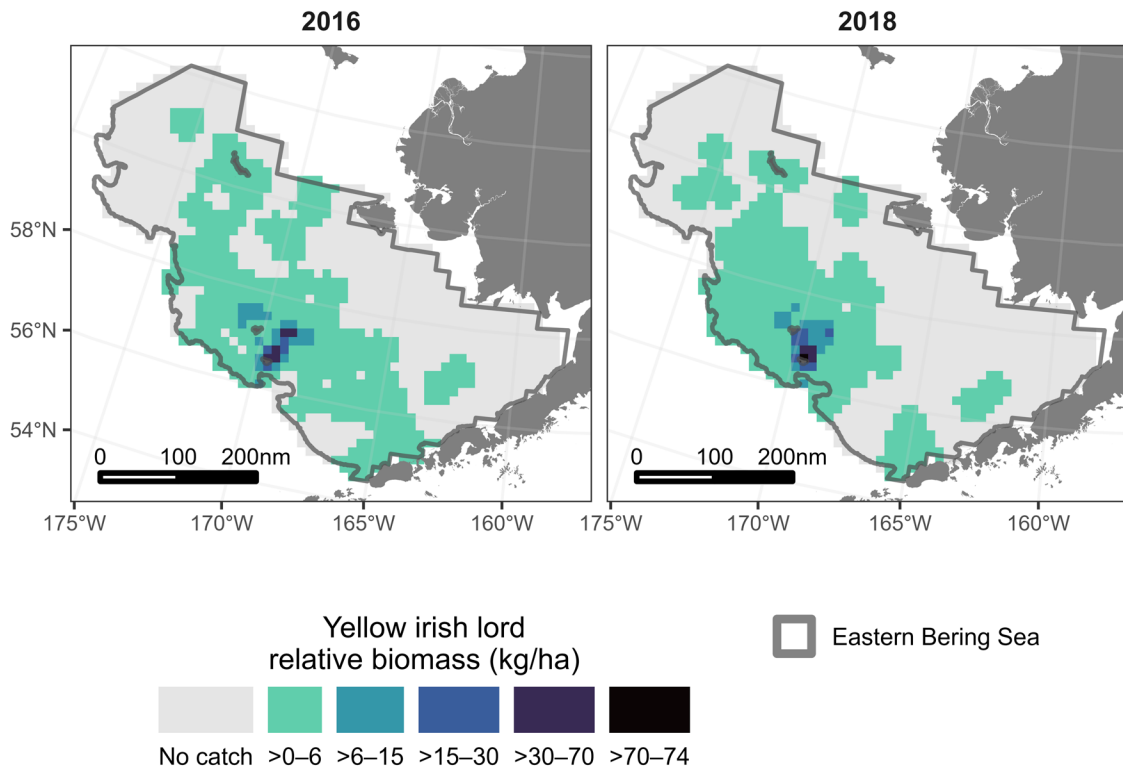 2016
2018
58°N
56°N
54°N
0 100 200nm
0 100 200nm
175°W 170°W 165°W 160°W
175°W 170°W 165°W 160°W
Yellow irish lord
relative biomass (kg/ha)
Eastern Bering Sea
No catch >0–6 >6–15 >15–30 >30–70 >70–74